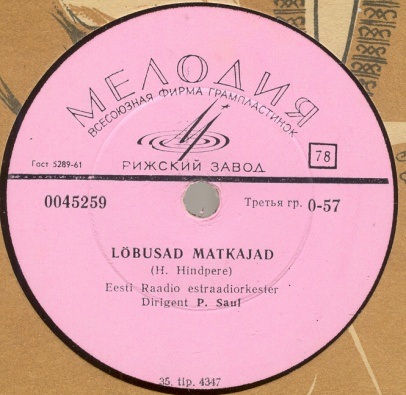 МЕЛОДИЯ
ВСЕСОЮЗНАЯ ФИРМА ГРАМПЛАСТИНОК
Гост 5289-61
РИЖСКИЙ ЗАВОД
78
0045259
Третья гр. 0-57
LÕBUSAD MATKAJAD
(H. Hindpere)
Eesti Raadio estraadiorkester
Dirigent P. Saul
35. tip. 4347